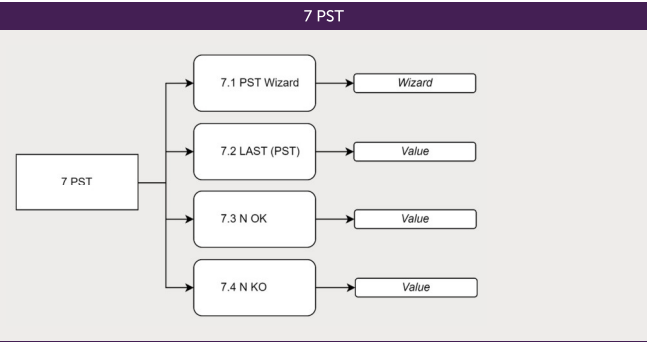 7 PST
7.1 PST Wizard
Wizard
7.2 LAST (PST)
Value
7 PST
7.3 N OK
Value
7.4 N KO
Value